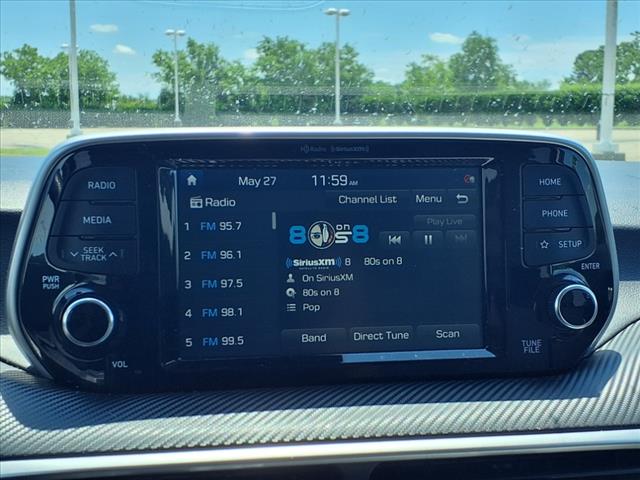 HD Radio SiriusXM
RADIO
MEDIA
SEEK
TRACK
PWR
PUSH
VOL
May 27
11:59 AM
Radio
Channel List
Menu
1 FM 95.7
2 FM 96.1
3 FM 97.5
4 FM 98.1
5 FM 99.5
80s on 8
Play Live
SiriusXM 8 80s on 8
SATELLITE RADIO
On SiriusXM
80s on 8
Pop
Band
Direct Tune
Scan
HOME
PHONE
SETUP
ENTER
TUNE
FILE